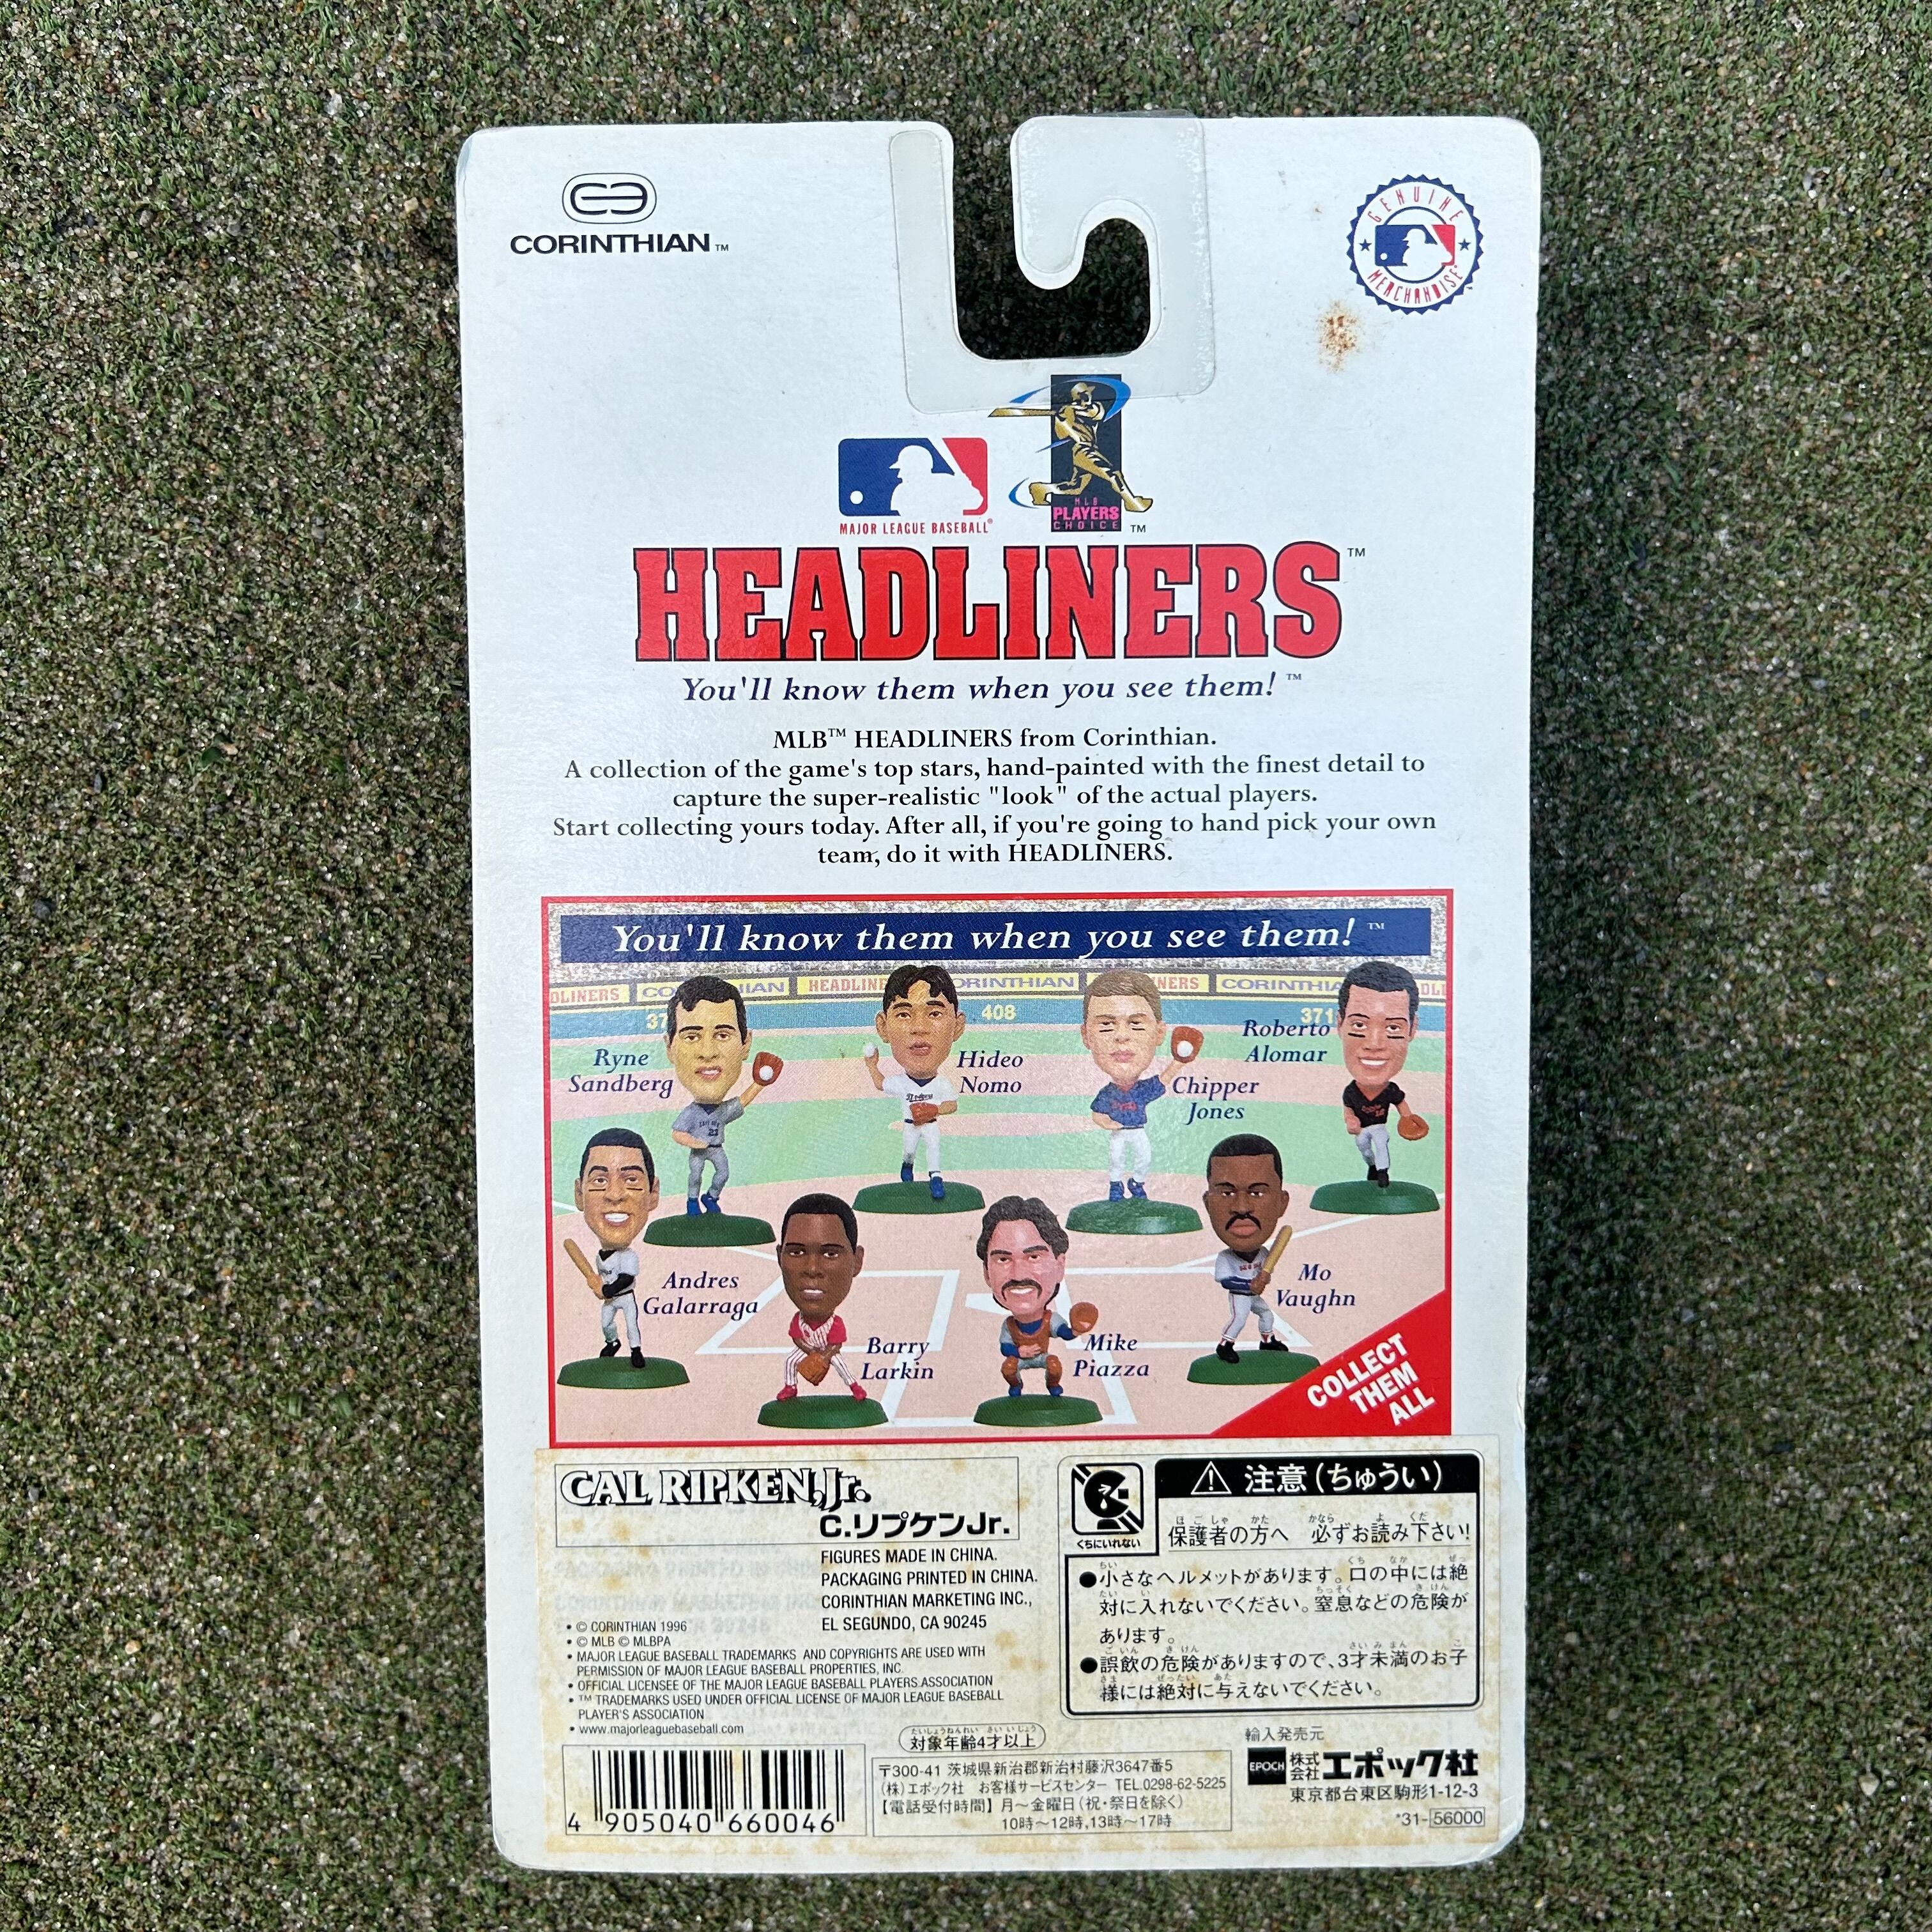 CORINTHIAN™
GENUINE
MERCHANDISE
MAJOR LEAGUE BASEBALL®
MLB
PLAYERS
CHOICE ™
HEADLINERS™
You'll know them when you see them! ™
MLB™ HEADLINERS from Corinthian.
A collection of the game's top stars, hand-painted with the finest detail to
capture the super-realistic "look" of the actual players.
Start collecting yours today. After all, if you're going to hand pick your own
team, do it with HEADLINERS.
You'll know them when you see them! ™
408
371
Ryne
Sandberg
Hideo
Nomo
Chipper
Jones
Roberto
Alomar
Andres
Galarraga
Barry
Larkin
Mike
Piazza
Mo
Vaughn
COLLECT
THEM
ALL
CAL RIPKEN,Jr.
C.リプケンJr.
FIGURES MADE IN CHINA.
PACKAGING PRINTED IN CHINA.
CORINTHIAN MARKETING INC.,
EL SEGUNDO, CA 90245
• © CORINTHIAN 1996
• © MLB © MLBPA
• MAJOR LEAGUE BASEBALL TRADEMARKS AND COPYRIGHTS ARE USED WITH
PERMISSION OF MAJOR LEAGUE BASEBALL PROPERTIES, INC.
• OFFICIAL LICENSEE OF THE MAJOR LEAGUE BASEBALL PLAYERS ASSOCIATION
• ™ TRADEMARKS USED UNDER OFFICIAL LICENSE OF MAJOR LEAGUE BASEBALL
PLAYER'S ASSOCIATION
• www.majorleaguebaseball.com
くちにいれない
注意(ちゅうい)
保護者の方へ 必ずお読み下さい!
●小さなヘルメットがあります。口の中には絶
対に入れないでください。窒息などの危険が
あります。
●誤飲の危険がありますので、3才未満のお子
様には絶対に与えないでください。
対象年齢4才以上
4 905040 660046
〒300-41 茨城県新治郡新治村藤沢3647番5
(株)エポック社 お客様サービスセンター TEL.0298-62-5225
【電話受付時間】月〜金曜日(祝・祭日を除く)
10時〜12時,13時〜17時
輸入発売元
EPOCH 株式会社エポック社
東京都台東区駒形1-12-3
*31-56000